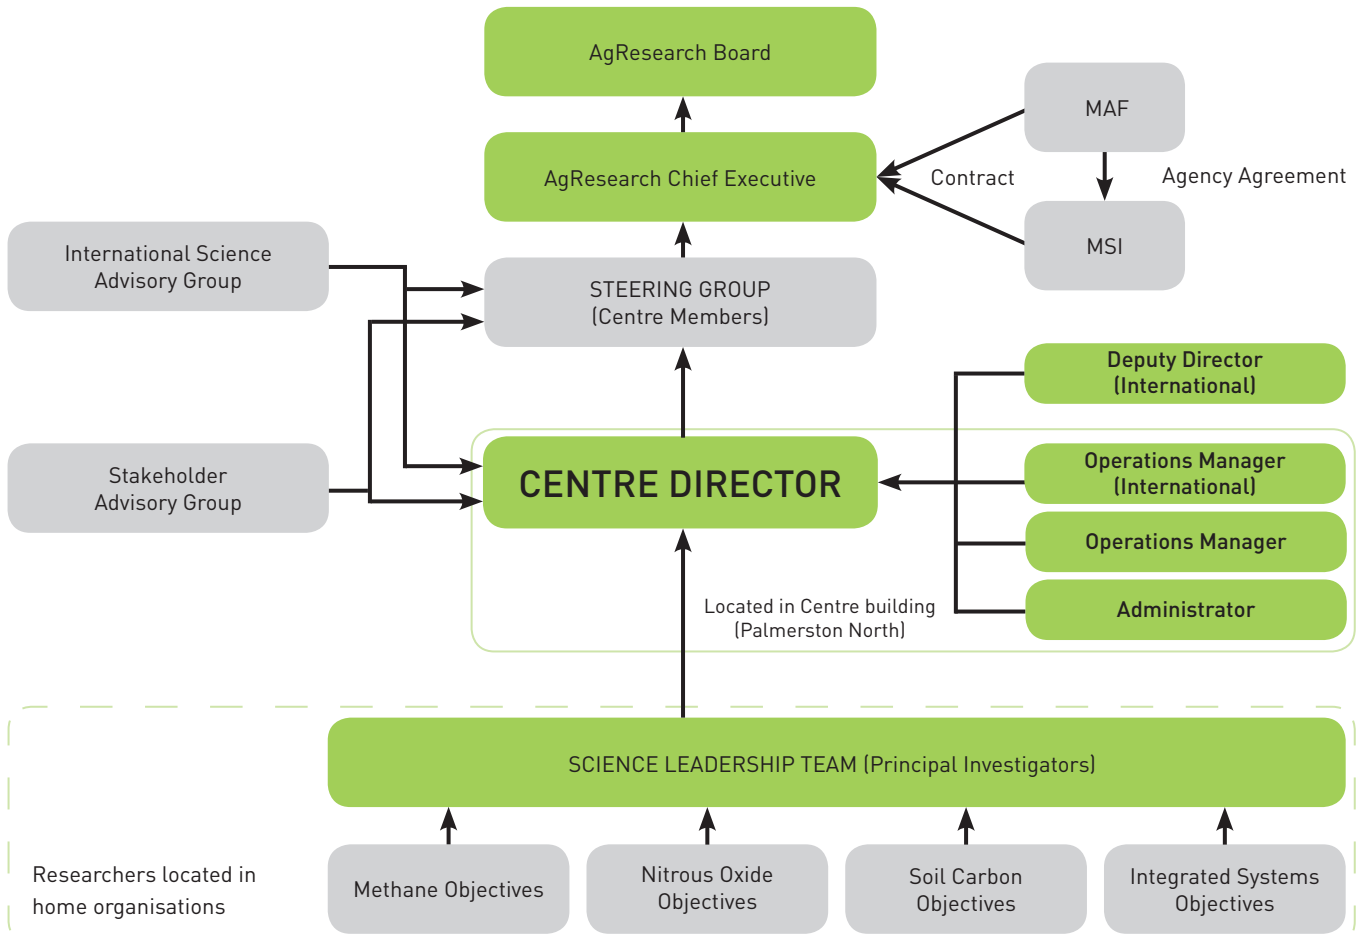 AgResearch Board
MAF
AgResearch Chief Executive
Contract
Agency Agreement
MSI
International Science
Advisory Group
STEERING GROUP
(Centre Members)
Deputy Director
(International)
Stakeholder
Advisory Group
CENTRE DIRECTOR
Operations Manager
(International)
Operations Manager
Administrator
Located in Centre building
(Palmerston North)
SCIENCE LEADERSHIP TEAM (Principal Investigators)
Researchers located in
home organisations
Methane Objectives
Nitrous Oxide
Objectives
Soil Carbon
Objectives
Integrated Systems
Objectives